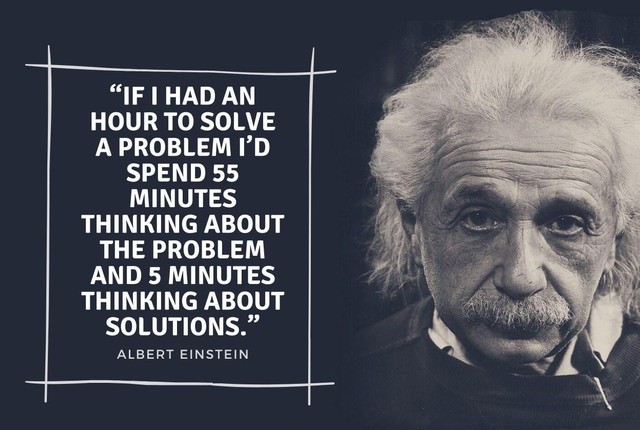 “IF I HAD AN
HOUR TO SOLVE
A PROBLEM I’D
SPEND 55
MINUTES
THINKING ABOUT
THE PROBLEM
AND 5 MINUTES
THINKING ABOUT
SOLUTIONS.”
ALBERT EINSTEIN